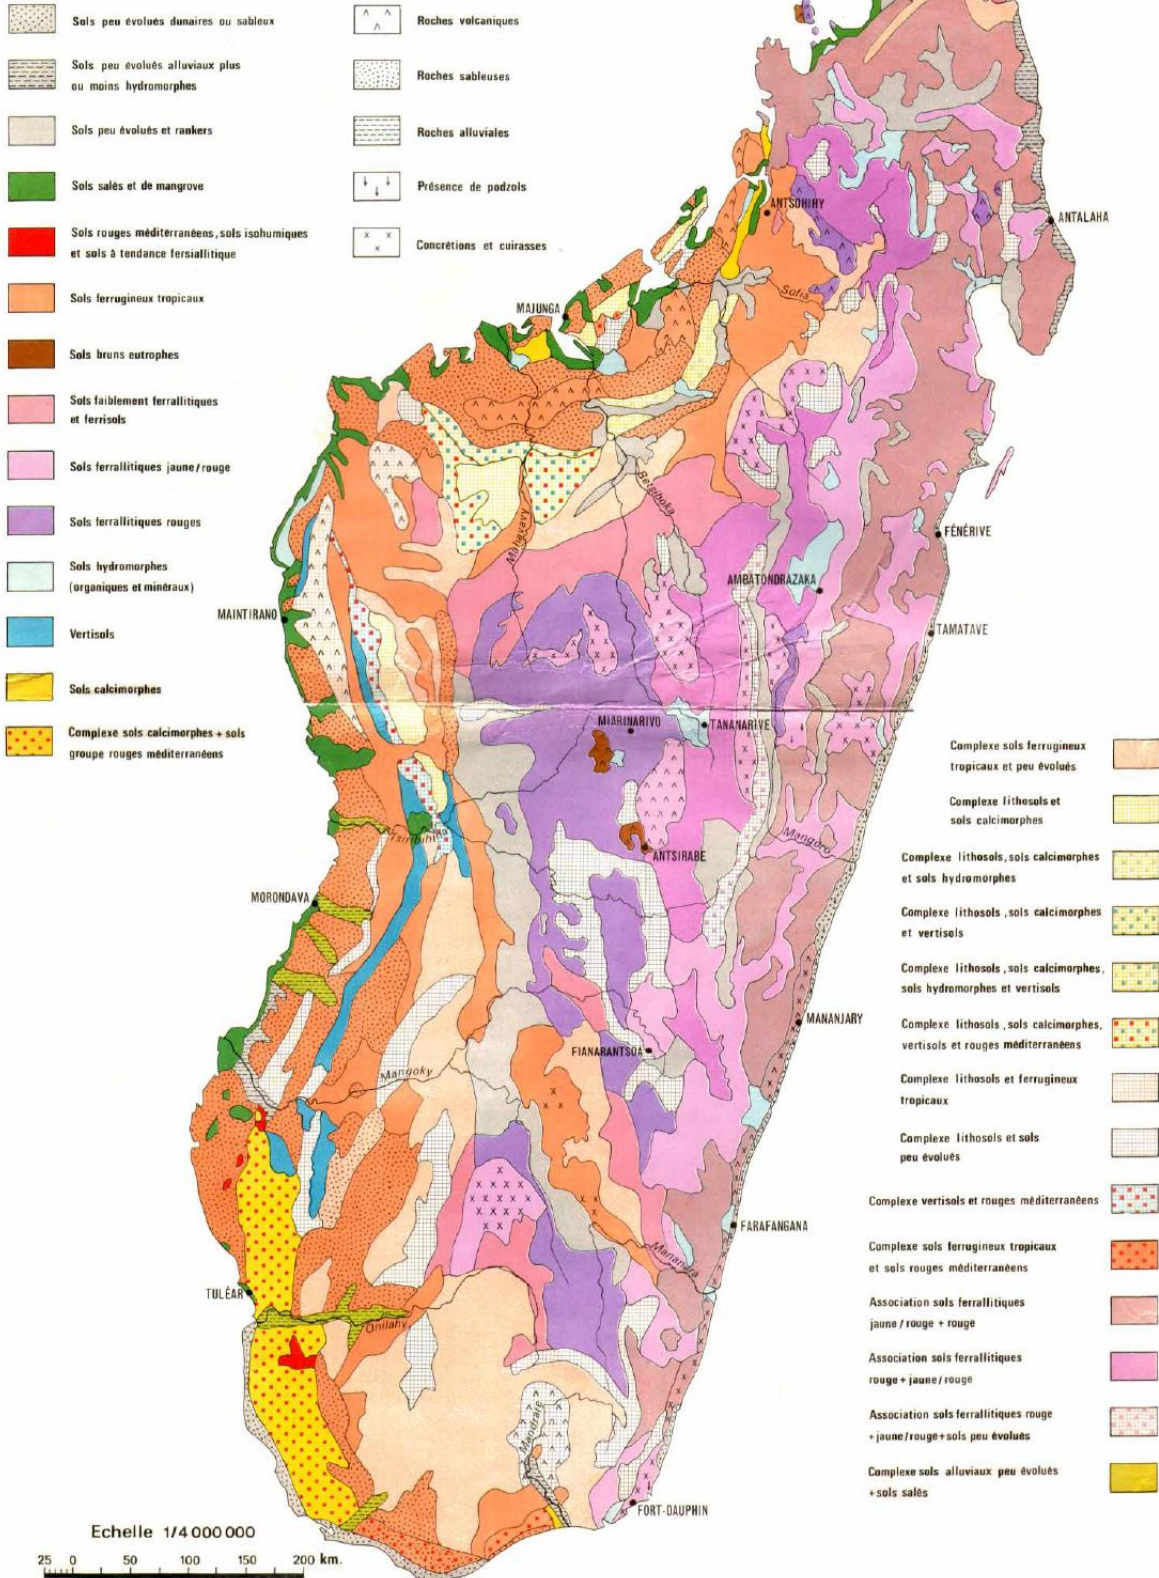 Sols peu évolués dunaires ou sableux
Sols peu évolués alluviaux plus
ou moins hydromorphes
Sols peu évolués et rankers
Sols salés et de mangrove
Sols rouges méditerranéens, sols isohumiques
et sols à tendance fersiallitique
Sols ferrugineux tropicaux
Sols bruns eutrophes
Sols faiblement ferrallitiques
et ferrisols
Sols ferrallitiques jaune/rouge
Sols ferrallitiques rouges
Sols hydromorphes
(organiques et minéraux)
Vertisols
Sols calcimorphes
Complexe sols calcimorphes + sols
groupe rouges méditerranéens
Roches volcaniques
Roches sableuses
Roches alluviales
Présence de podzols
Concrétions et cuirasses
ANTSOHIHY
ANTALAHA
Sofia
MAJUNGA
Betsiboka
Mahavavy
FÉNÉRIVE
AMBATONDRAZAKA
MAINTIRANO
TAMATAVE
MIARINARIVO
TANANARIVE
Tsiribihina
Mangoro
ANTSIRABE
MORONDAVA
MANANJARY
FIANARANTSOA
Mangoky
FARAFANGANA
Mananara
TULÉAR
Onilahy
Mandrare
FORT-DAUPHIN
Complexe sols ferrugineux
tropicaux et peu évolués
Complexe lithosols et
sols calcimorphes
Complexe lithosols, sols calcimorphes
et sols hydromorphes
Complexe lithosols, sols calcimorphes
et vertisols
Complexe lithosols, sols calcimorphes,
sols hydromorphes et vertisols
Complexe lithosols, sols calcimorphes,
vertisols et rouges méditerranéens
Complexe lithosols et ferrugineux
tropicaux
Complexe lithosols et sols
peu évolués
Complexe vertisols et rouges méditerranéens
Complexe sols ferrugineux tropicaux
et sols rouges méditerranéens
Association sols ferrallitiques
jaune/rouge + rouge
Association sols ferrallitiques
rouge + jaune/rouge
Association sols ferrallitiques rouge
+jaune/rouge+sols peu évolués
Complexe sols alluviaux peu évolués
+ sols salés
Echelle 1/4 000 000
25 0 50 100 150 200 km.